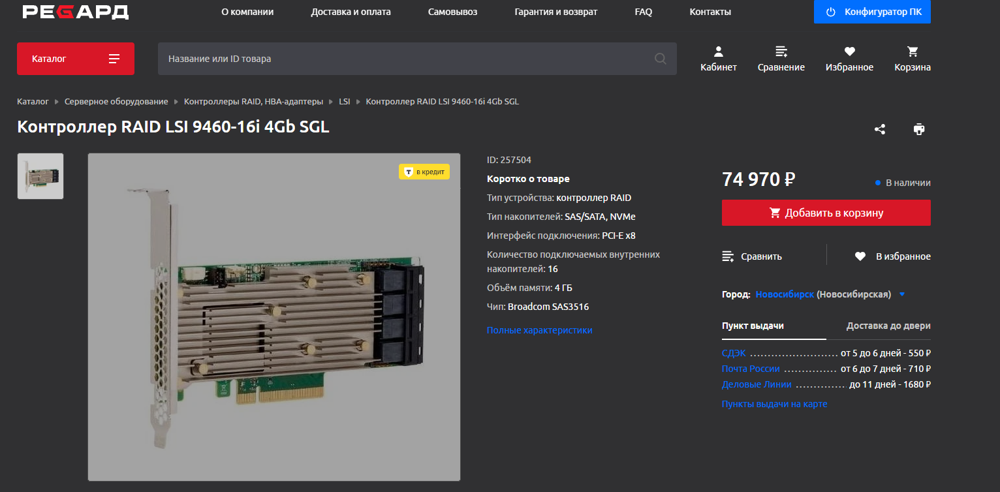 РЕГАРД
О компании
Доставка и оплата
Самовывоз
Гарантия и возврат
FAQ
Контакты
Конфигуратор ПК
Каталог
Название или ID товара
Кабинет
Сравнение
Избранное
Корзина
Каталог
Серверное оборудование
Контроллеры RAID, HBA-адаптеры
LSI
Контроллер RAID LSI 9460-16i 4Gb SGL
Контроллер RAID LSI 9460-16i 4Gb SGL
Т в кредит
ID: 257504
Коротко о товаре
Тип устройства: контроллер RAID
Тип накопителей: SAS/SATA, NVMe
Интерфейс подключения: PCI-E x8
Количество подключаемых внутренних
накопителей: 16
Объём памяти: 4 ГБ
Чип: Broadcom SAS3516
Полные характеристики
74 970 ₽
В наличии
Добавить в корзину
Сравнить
В избранное
Город: Новосибирск (Новосибирская)
Пункт выдачи
Доставка до двери
СДЭК ........................ от 5 до 6 дней - 550 ₽
Почта России ............... от 6 до 7 дней - 710 ₽
Деловые Линии .............. до 11 дней - 1680 ₽
Пункты выдачи на карте